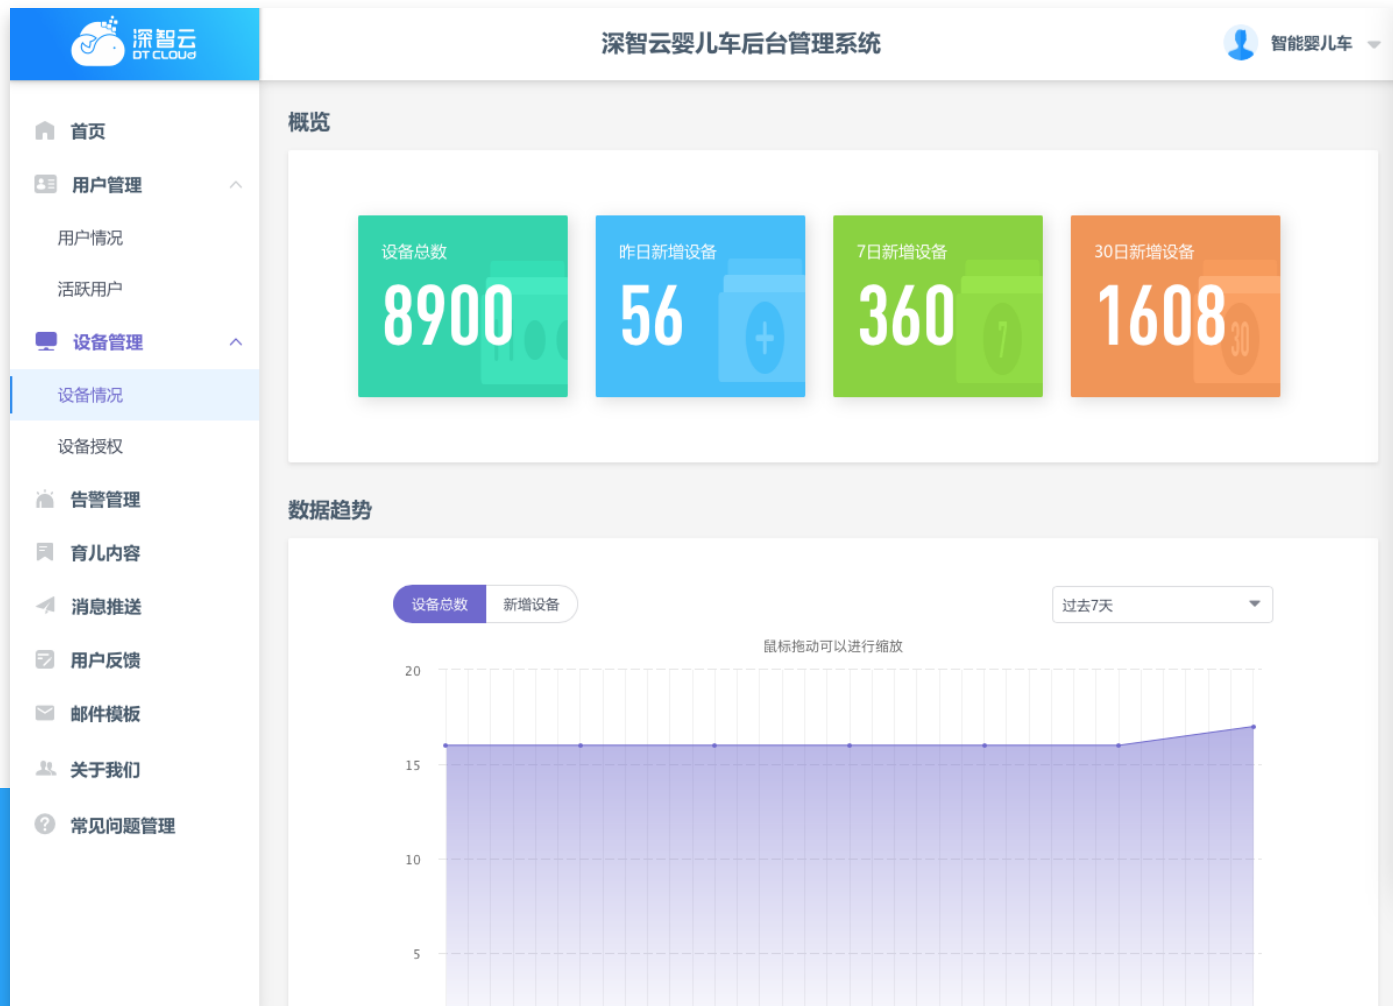 深智云
DT CLOUD
深智云婴儿车后台管理系统
智能婴儿车
首页
用户管理
用户情况
活跃用户
设备管理
设备情况
设备授权
告警管理
育儿内容
消息推送
用户反馈
邮件模板
关于我们
常见问题管理
概览
设备总数
8900
昨日新增设备
56
+
7日新增设备
360
7
30日新增设备
1608
30
数据趋势
设备总数
新增设备
过去7天
鼠标拖动可以进行缩放
20
15
10
5